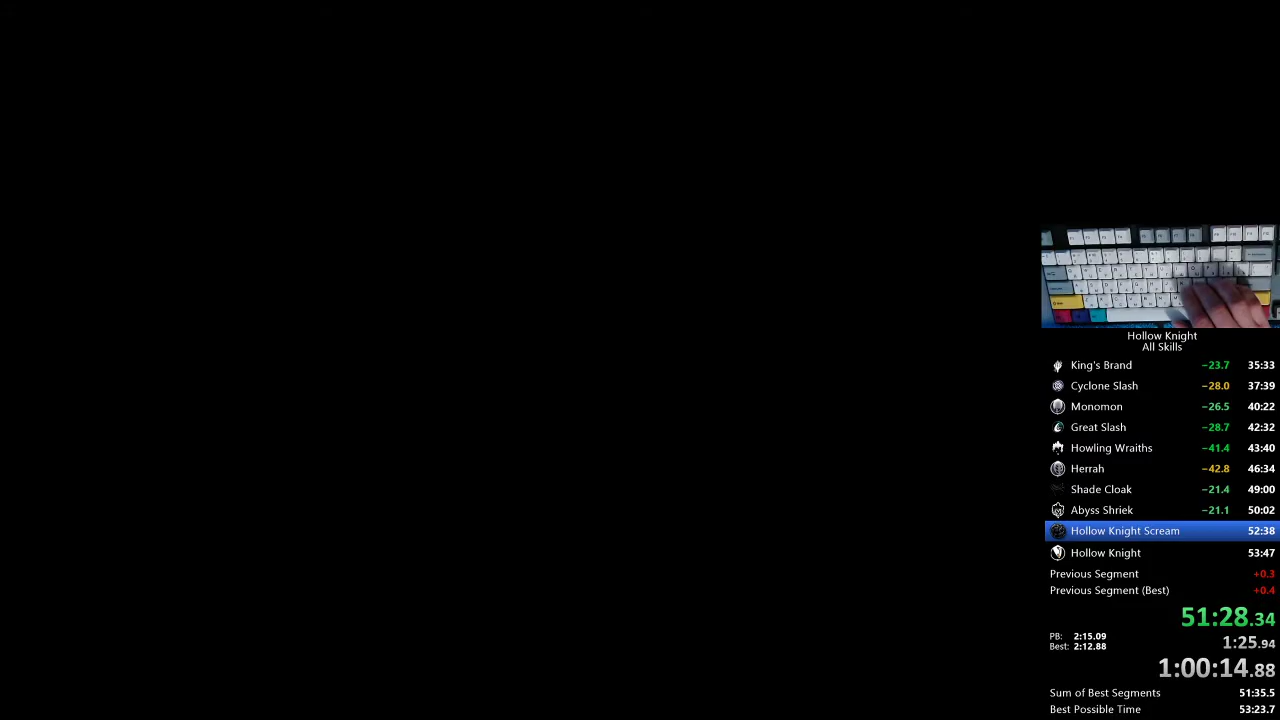 Hollow Knight
All Skills
King's Brand −23.7 35:33
Cyclone Slash −28.0 37:39
Monomon −26.5 40:22
Great Slash −28.7 42:32
Howling Wraiths −41.4 43:40
Herrah −42.8 46:34
Shade Cloak −21.4 49:00
Abyss Shriek −21.1 50:02
Hollow Knight Scream 52:38
Hollow Knight 53:47
Previous Segment +0.3
Previous Segment (Best) +0.4
51:28.34
PB: 2:15.09
Best: 2:12.88
1:25.94
1:00:14.88
Sum of Best Segments 51:35.5
Best Possible Time 53:23.7